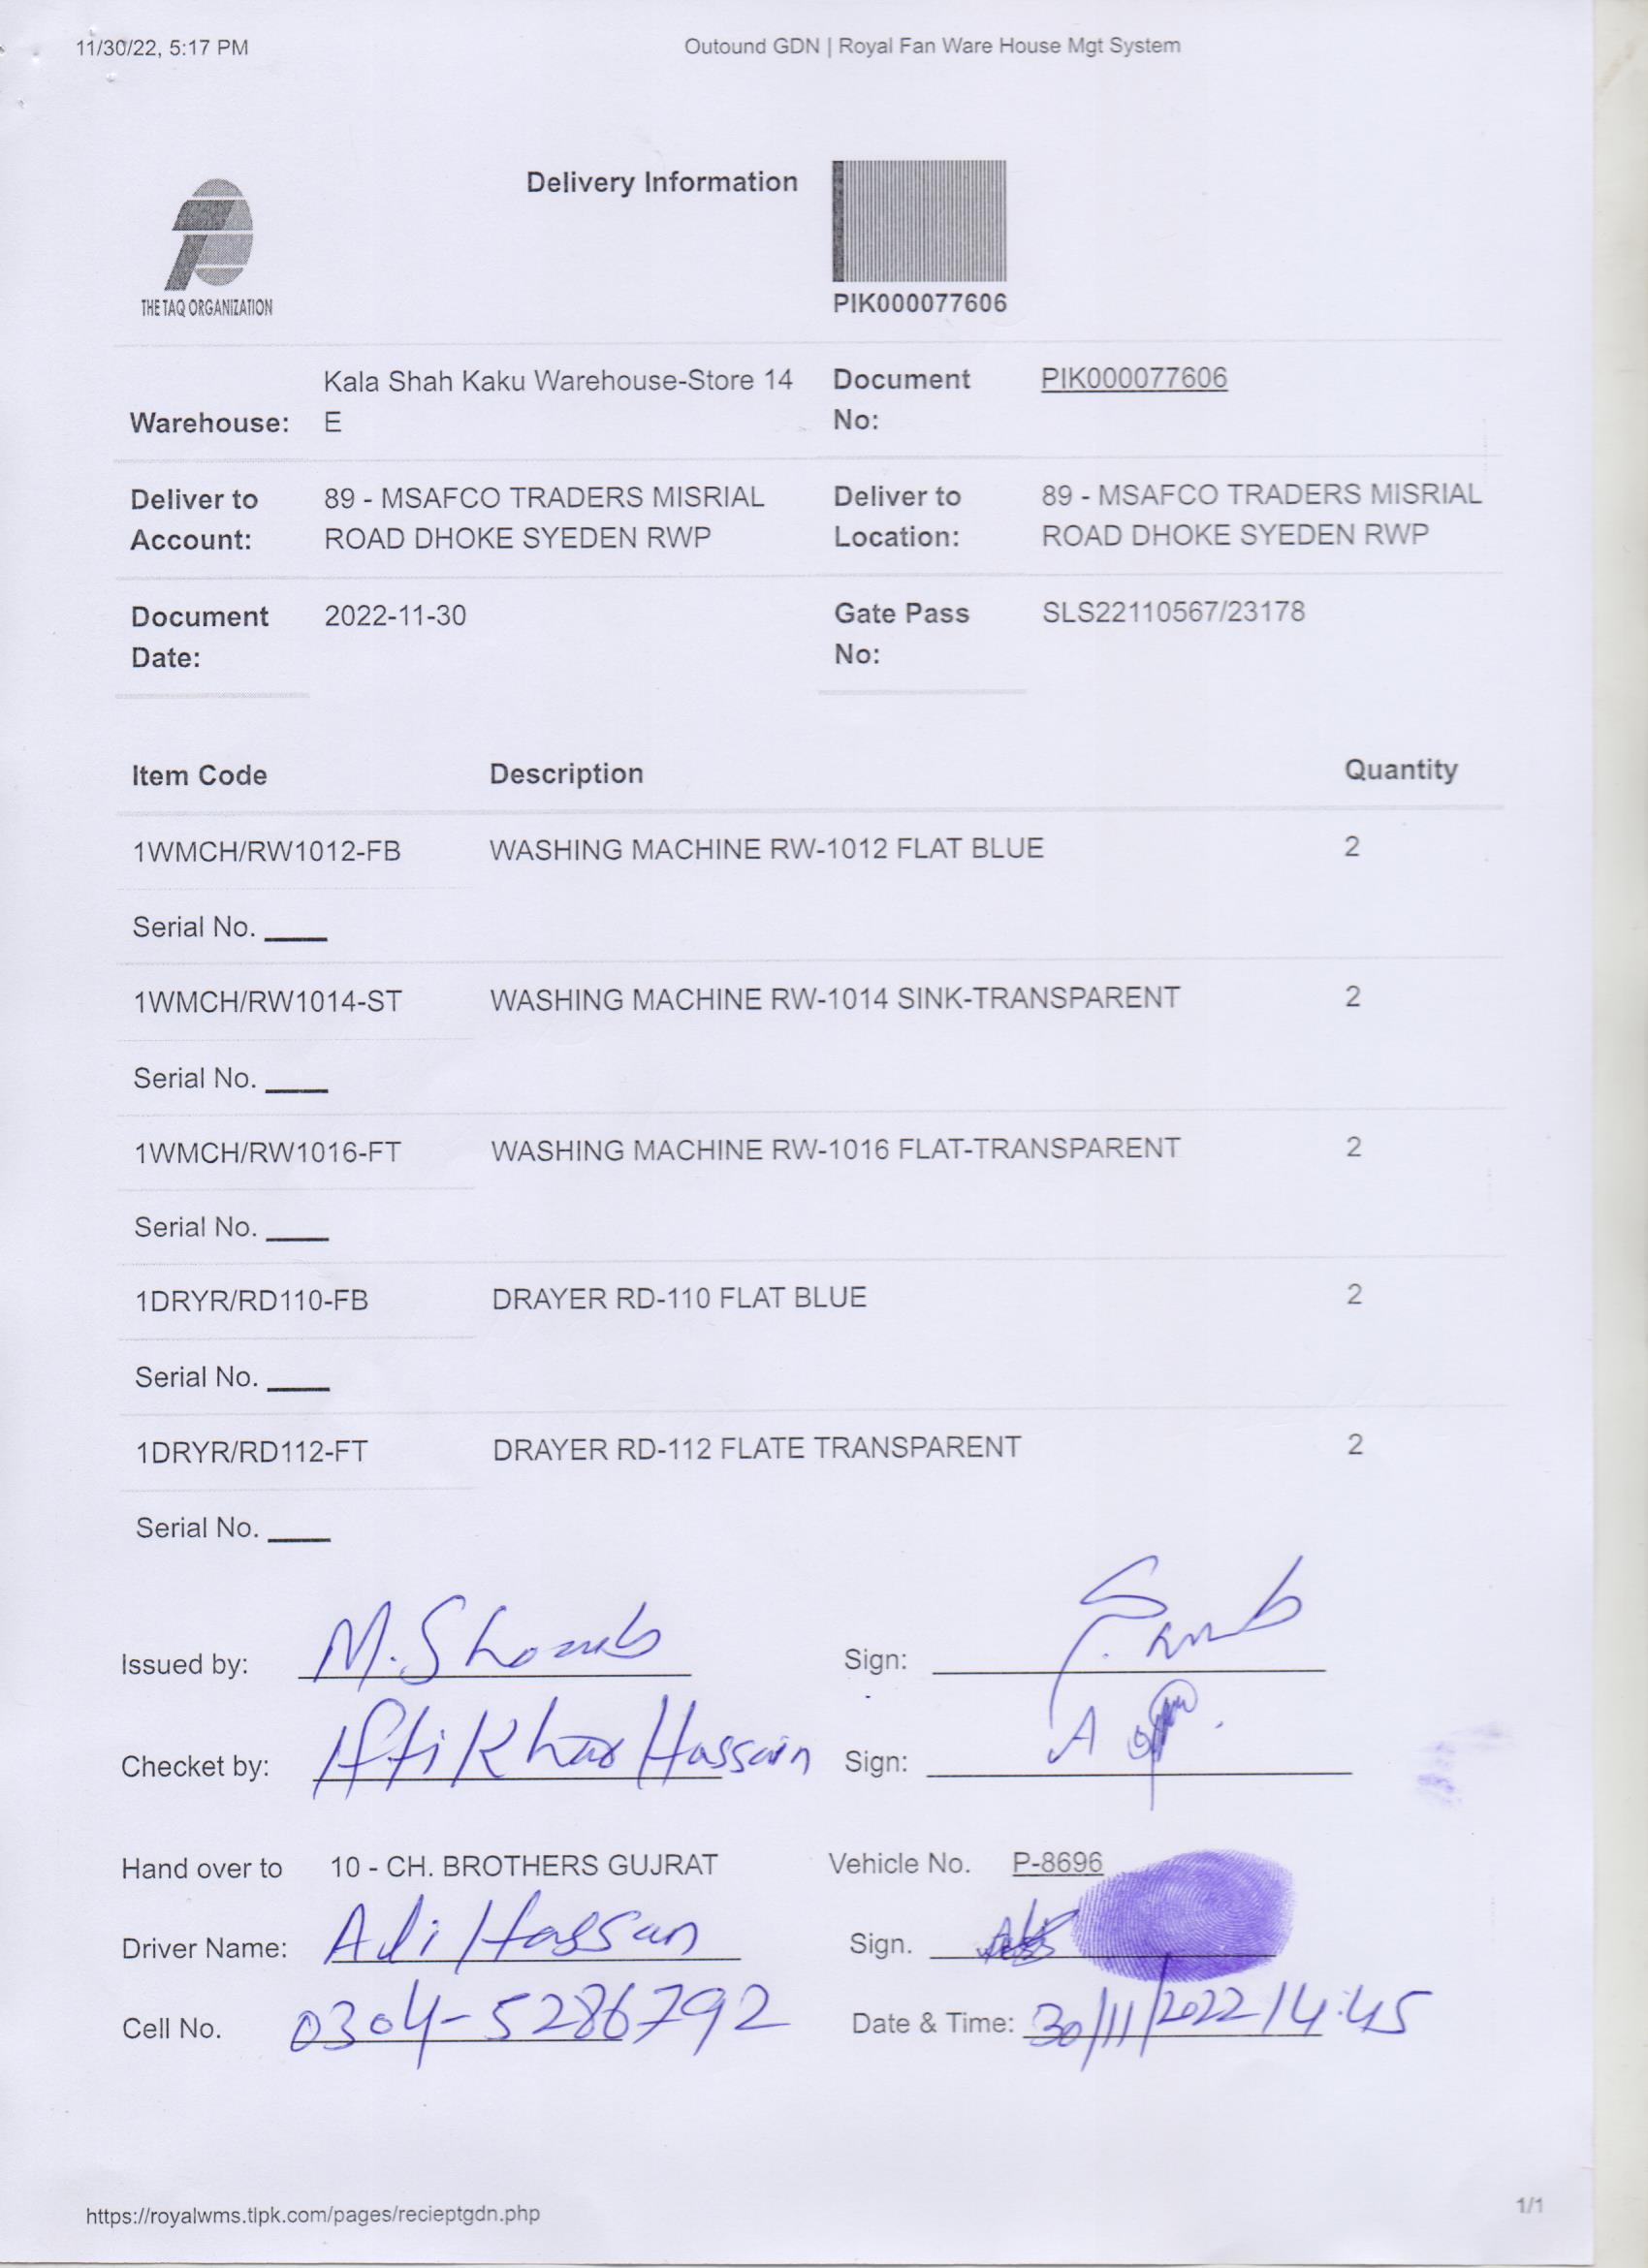 11/30/22, 5:17 PM
Outound GDN | Royal Fan Ware House Mgt System
Delivery Information
THE TAQ ORGANIZATION
PIK000077606
Warehouse: Kala Shah Kaku Warehouse-Store 14 E
Document No: PIK000077606
Deliver to Account: 89 - MSAFCO TRADERS MISRIAL ROAD DHOKE SYEDEN RWP
Deliver to Location: 89 - MSAFCO TRADERS MISRIAL ROAD DHOKE SYEDEN RWP
Document Date: 2022-11-30
Gate Pass No: SLS22110567/23178
Item Code Description Quantity
1WMCH/RW1012-FB WASHING MACHINE RW-1012 FLAT BLUE 2
Serial No. ____
1WMCH/RW1014-ST WASHING MACHINE RW-1014 SINK-TRANSPARENT 2
Serial No. ____
1WMCH/RW1016-FT WASHING MACHINE RW-1016 FLAT-TRANSPARENT 2
Serial No. ____
1DRYR/RD110-FB DRAYER RD-110 FLAT BLUE 2
Serial No. ____
1DRYR/RD112-FT DRAYER RD-112 FLATE TRANSPARENT 2
Serial No. ____
Issued by: M. Sign:
Checket by: Iftikhar Hassain Sign:
Hand over to 10 - CH. BROTHERS GUJRAT Vehicle No. P-8696
Driver Name: Ali Hassan Sign.
Cell No. 0304-5286792 Date & Time: 30/11/2022 14:45
https://royalwms.tlpk.com/pages/recieptgdn.php 1/1